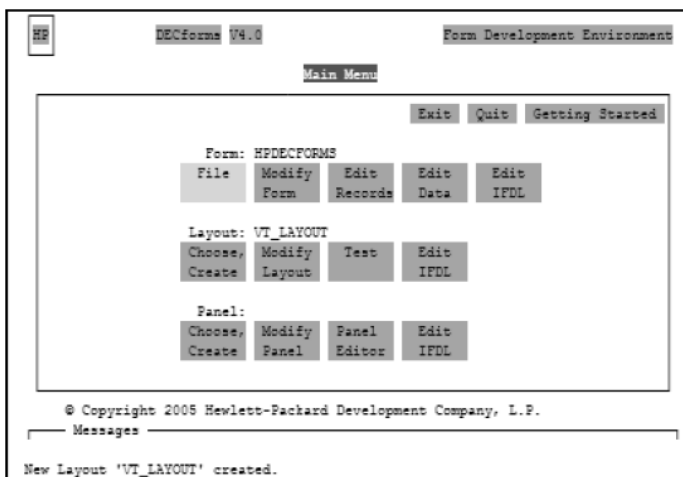 HP DECforms V4.0 Form Development Environment
Main Menu
Exit Quit Getting Started
Form: HPDECFORMS
File Modify Edit Edit Edit
Form Records Data IFDL
Layout: VT_LAYOUT
Choose, Modify Test Edit
Create Layout IFDL
Panel:
Choose, Modify Panel Edit
Create Panel Editor IFDL
© Copyright 2005 Hewlett-Packard Development Company, L.P.
Messages
New Layout 'VT_LAYOUT' created.